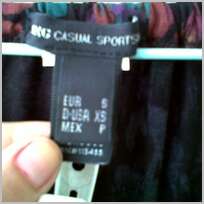 CASUAL SPORTS
EUR S
D-USA XS
MEX P